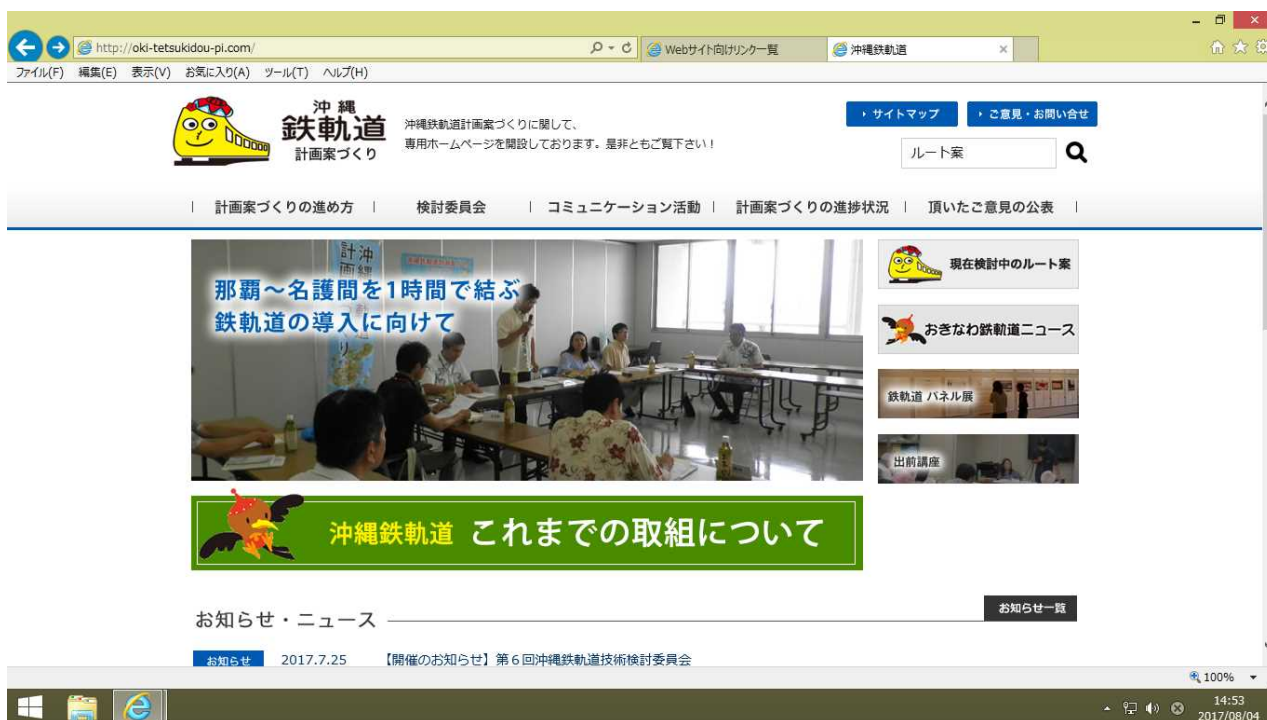 http://oki-tetsukidou-pi.com/
Webサイト向けリンク一覧
沖縄鉄軌道
ファイル(F) 編集(E) 表示(V) お気に入り(A) ツール(T) ヘルプ(H)
沖縄
鉄軌道
計画案づくり
沖縄鉄軌道計画案づくりに関して、
専用ホームページを開設しております。是非ともご覧下さい！
サイトマップ
ご意見・お問い合せ
ルート案
計画案づくりの進め方
検討委員会
コミュニケーション活動
計画案づくりの進捗状況
頂いたご意見の公表
那覇～名護間を1時間で結ぶ
鉄軌道の導入に向けて
現在検討中のルート案
おきなわ鉄軌道ニュース
鉄軌道 パネル展
出前講座
沖縄鉄軌道 これまでの取組について
お知らせ・ニュース
お知らせ一覧
お知らせ 2017.7.25 【開催のお知らせ】第６回沖縄鉄軌道技術検討委員会
100%
14:53
2017/08/04